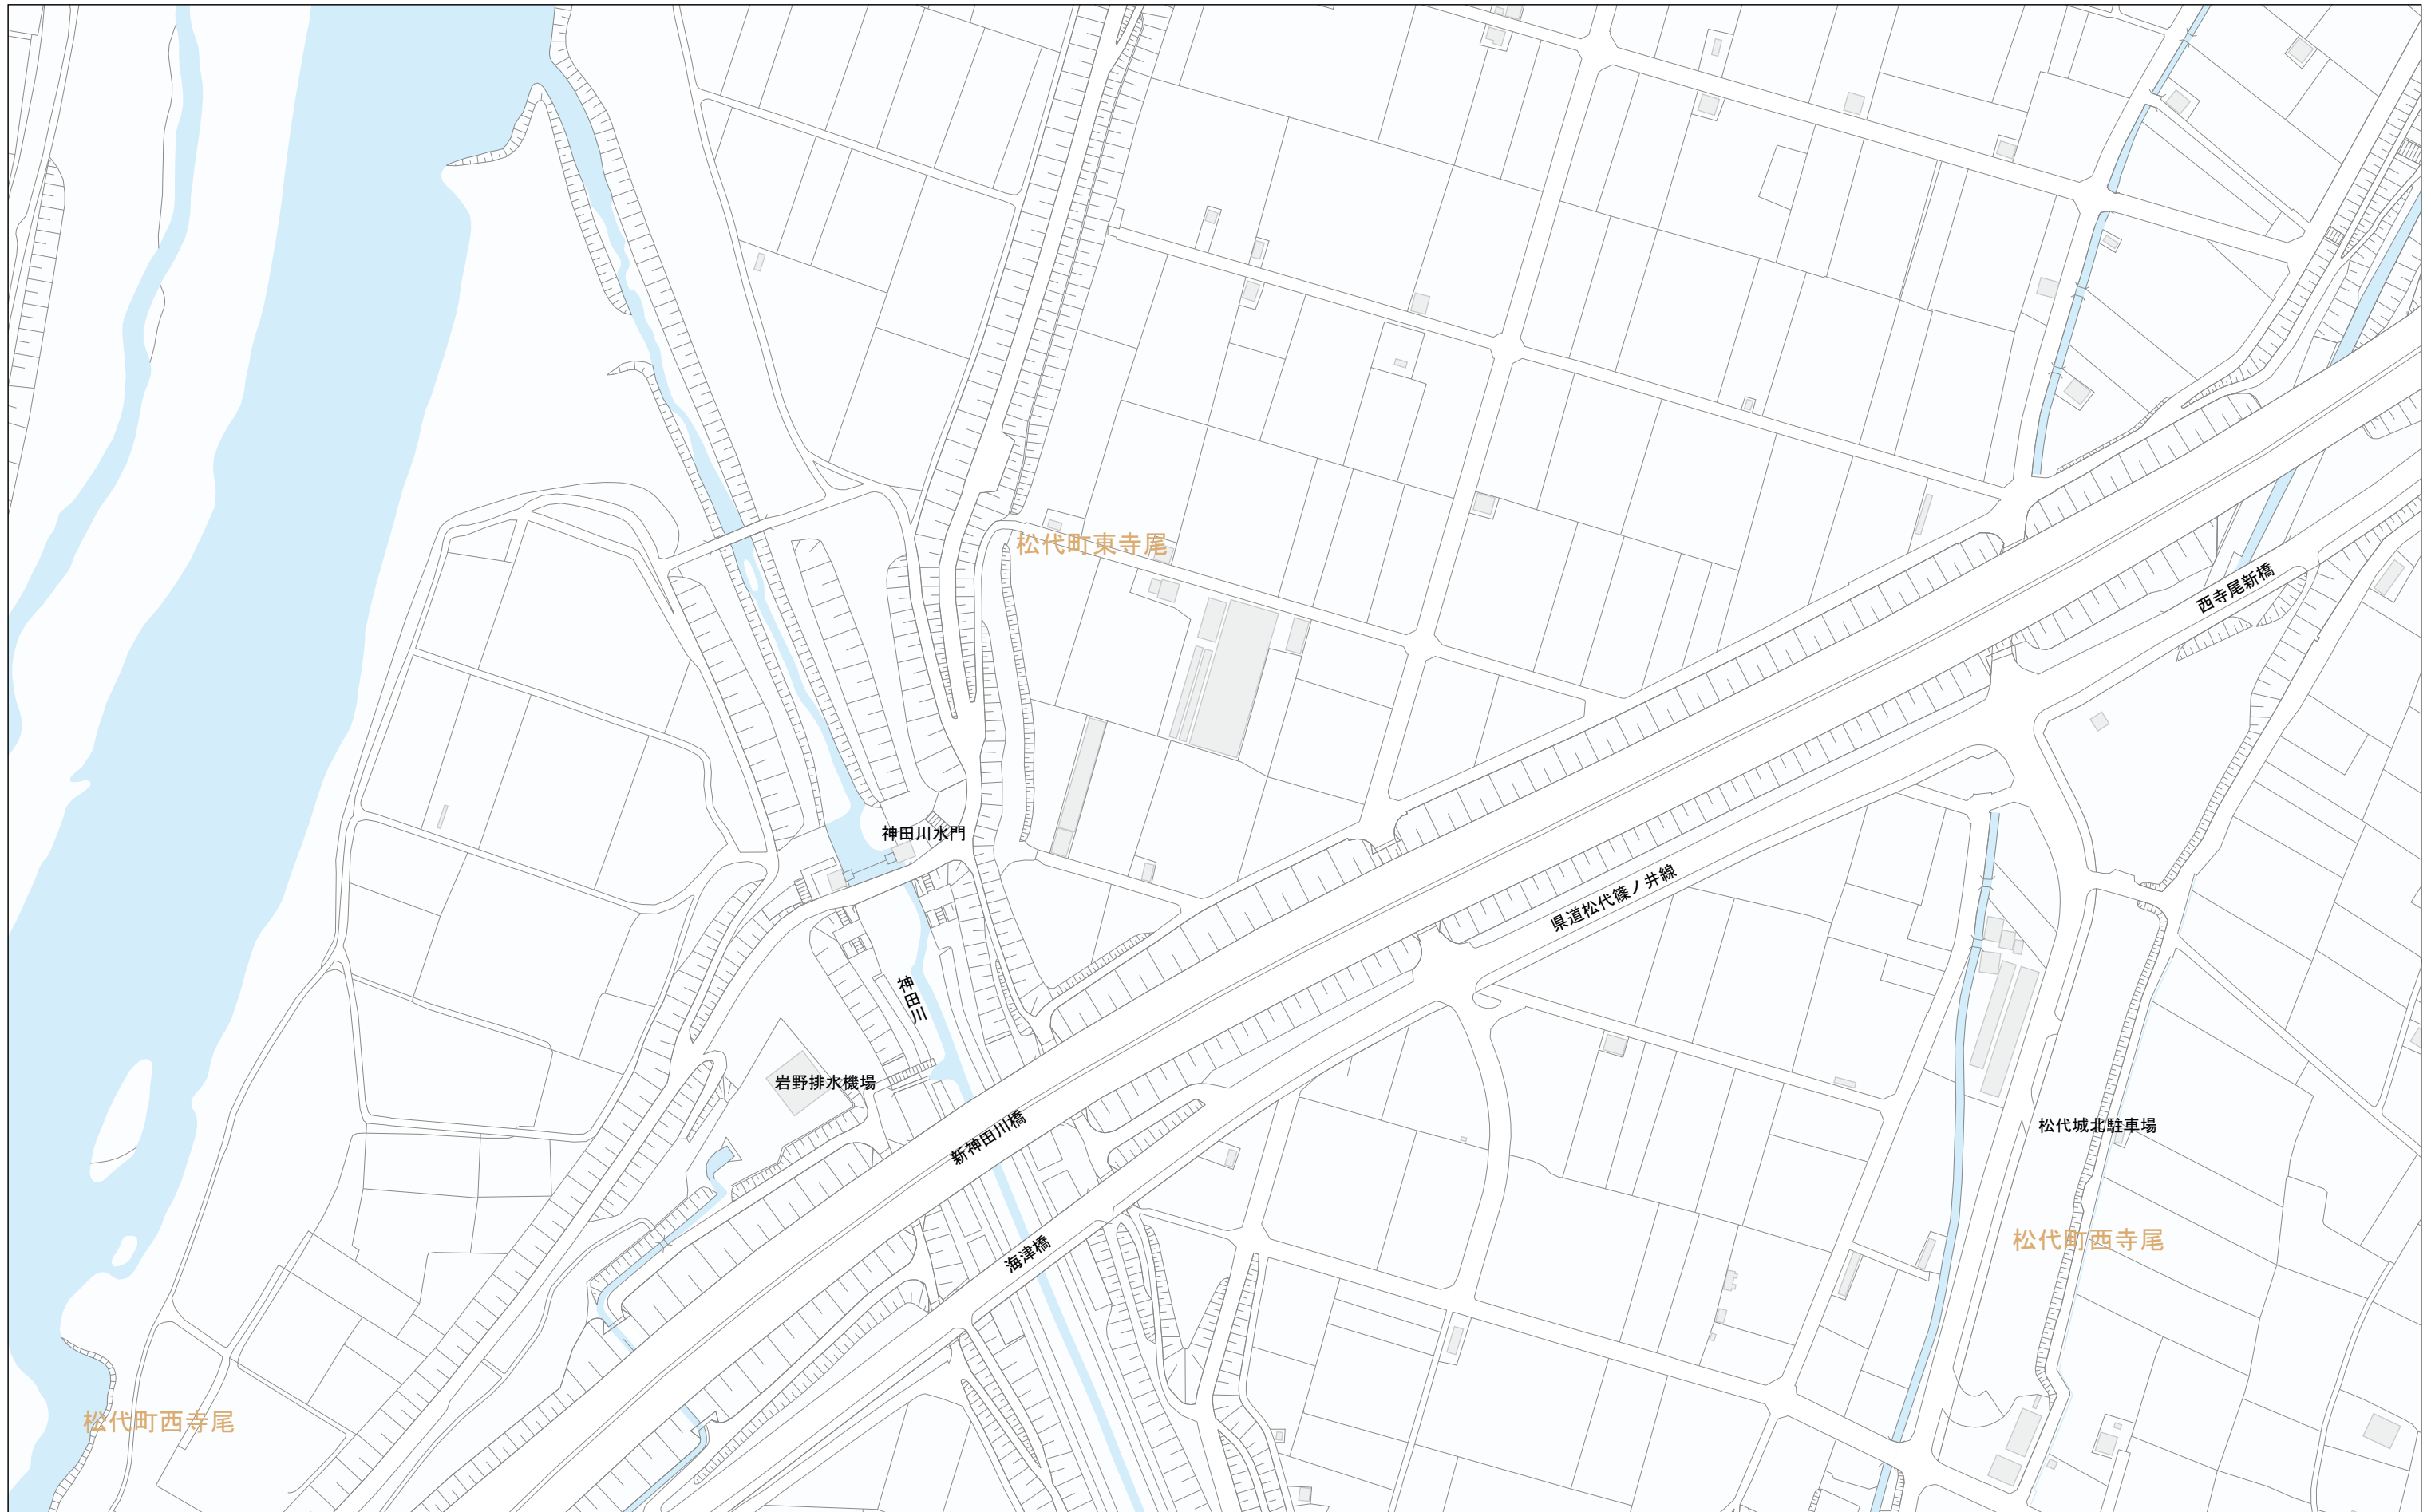 松代町東寺尾
西寺尾新橋
神田川水門
県道松代篠ノ井線
神田川
岩野排水機場
新神田川橋
松代城北駐車場
松代町西寺尾
海津橋
松代町西寺尾